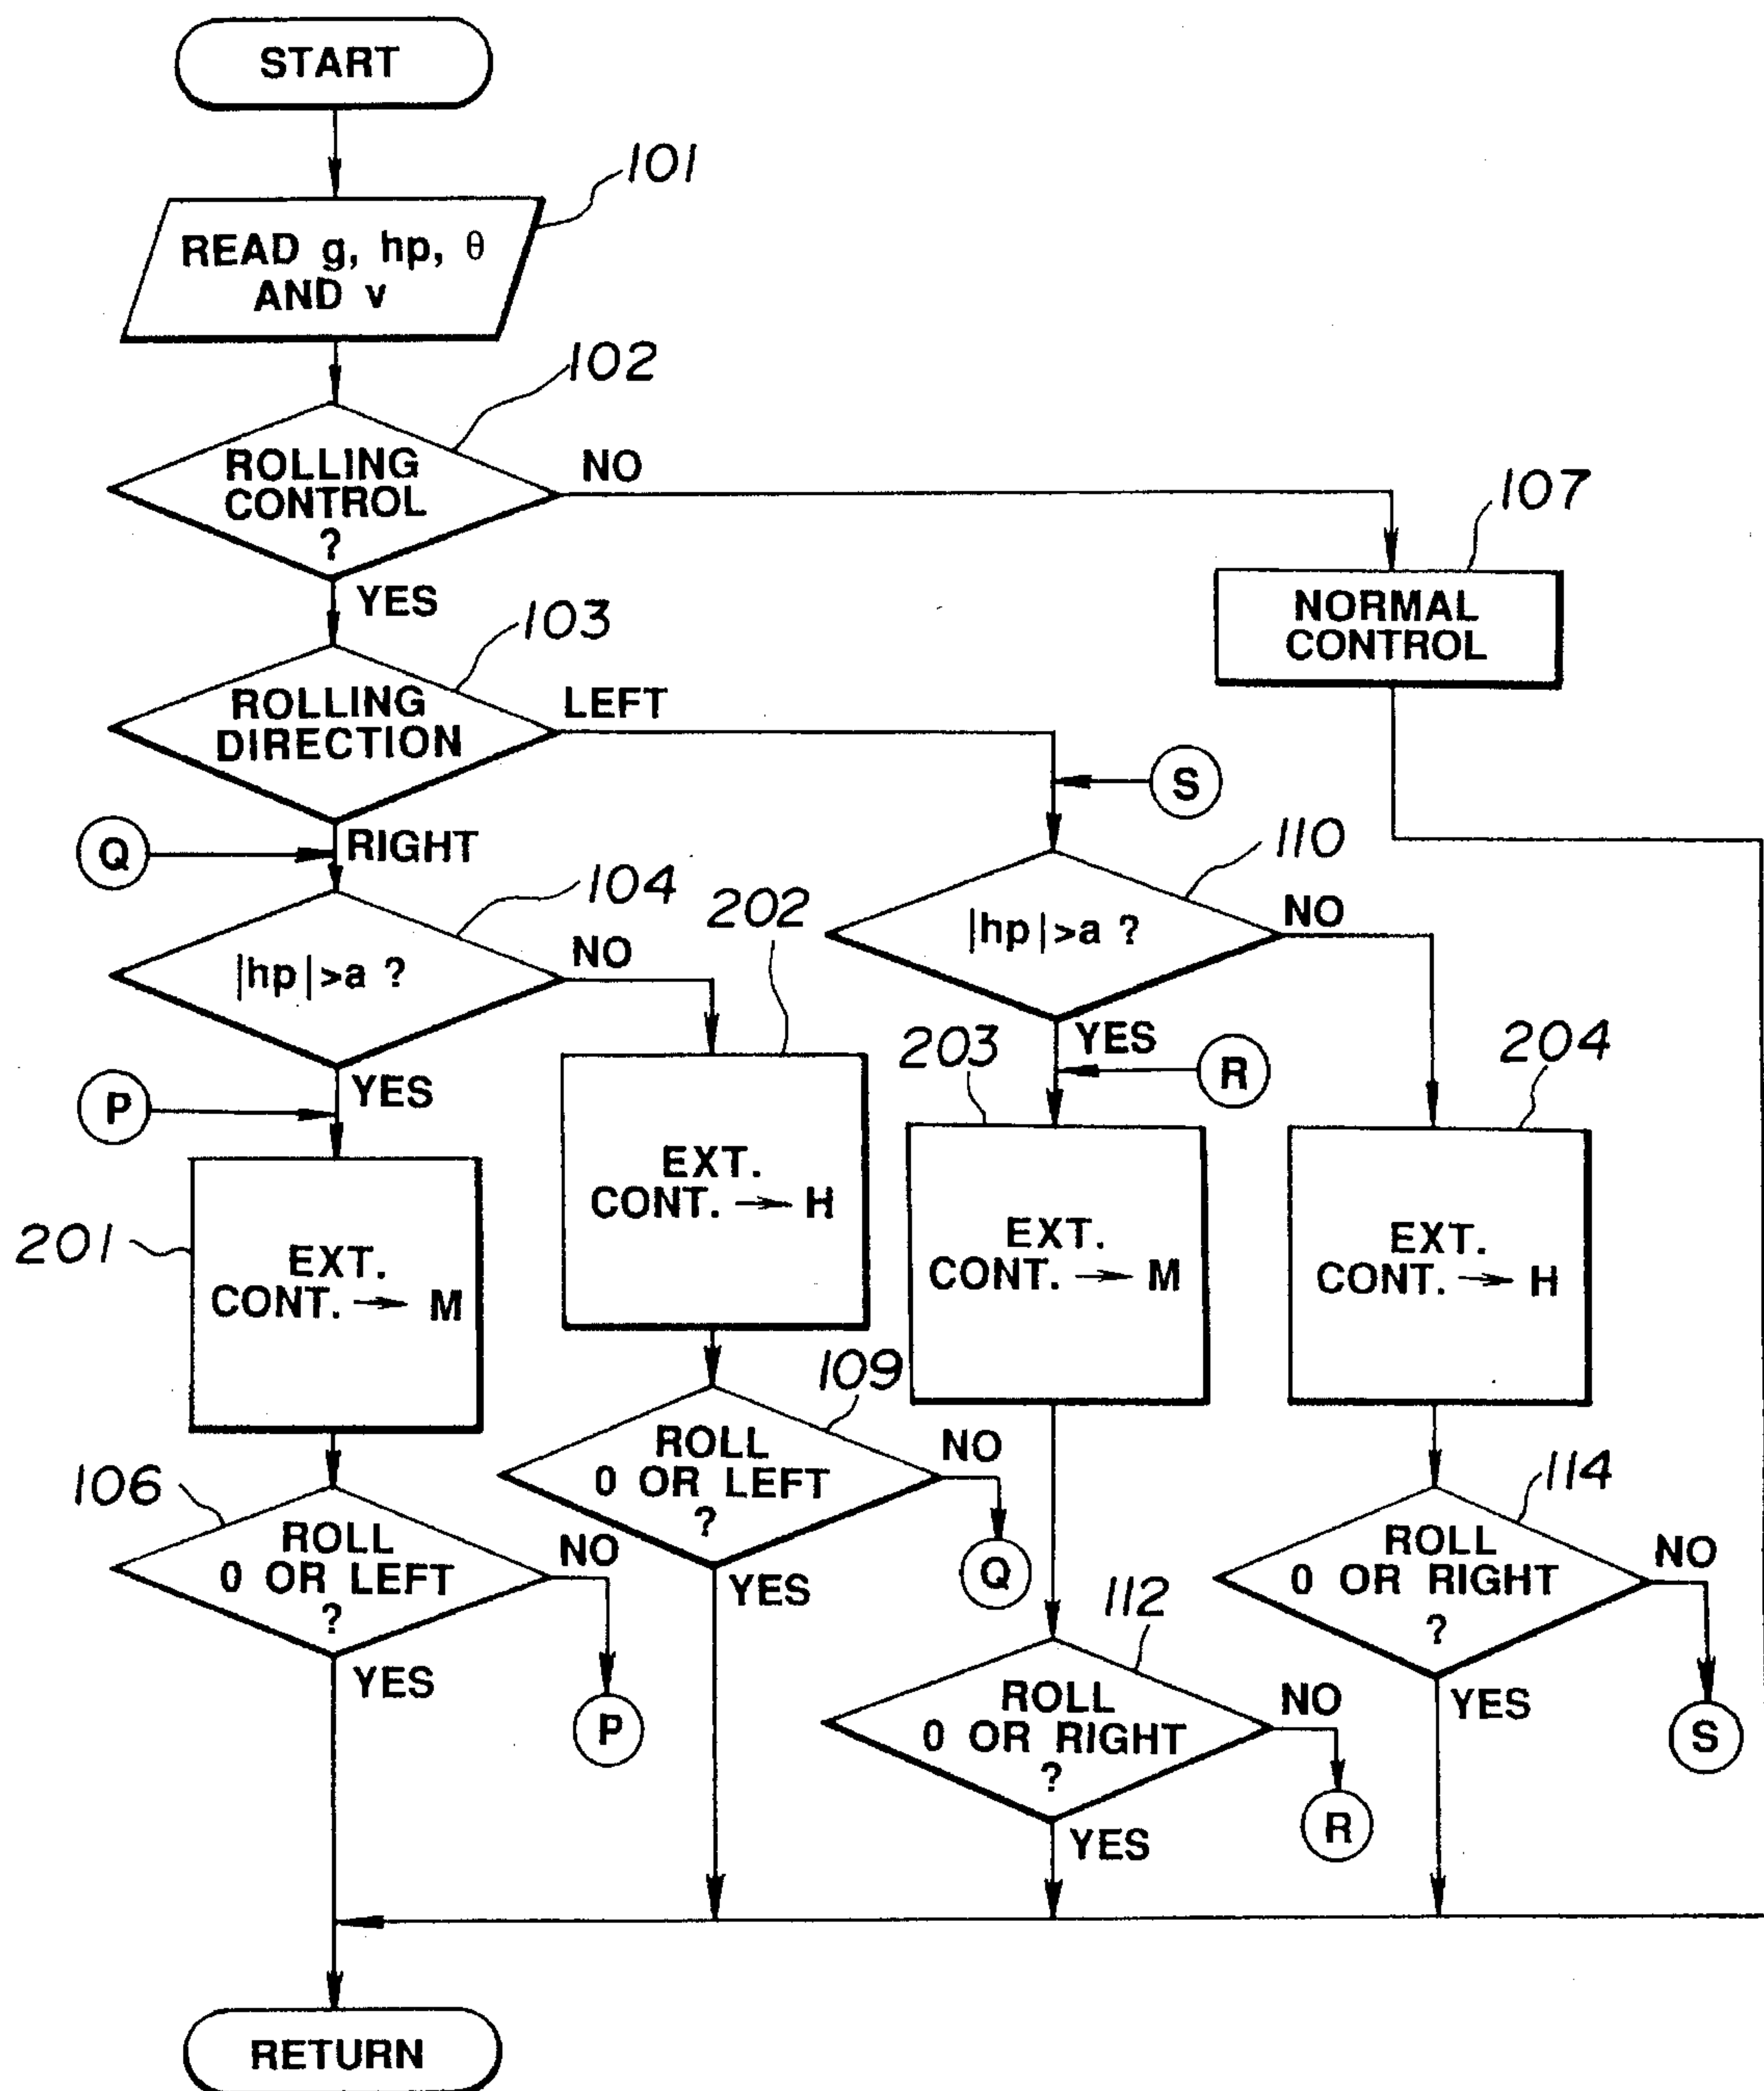 START
101
READ g, hp, θ
AND v
102
ROLLING
CONTROL
?
NO
YES
107
NORMAL
CONTROL
103
ROLLING
DIRECTION
LEFT
RIGHT
S
Q
104
|hp|>a ?
NO
YES
202
110
|hp|>a ?
NO
YES
P
R
201
EXT.
CONT. → M
EXT.
CONT. → H
203
EXT.
CONT. → M
204
EXT.
CONT. → H
106
ROLL
0 OR LEFT
?
NO
YES
P
109
ROLL
0 OR LEFT
?
NO
YES
Q
112
ROLL
0 OR RIGHT
?
NO
YES
R
114
ROLL
0 OR RIGHT
?
NO
YES
S
RETURN